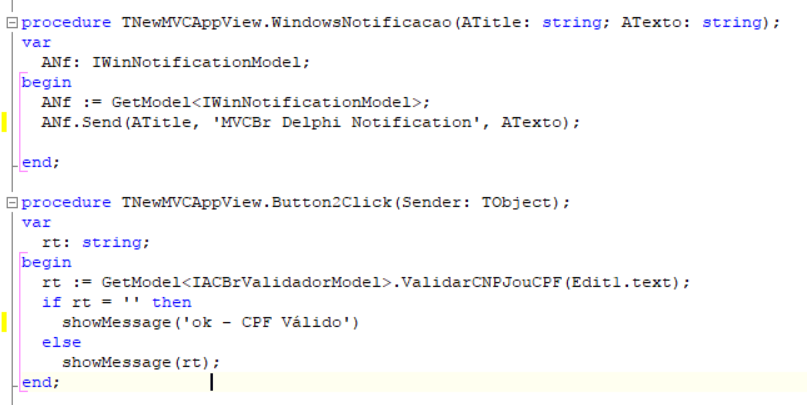 procedure TNewMVCAppView.WindowsNotificacao(ATitle: string; ATexto: string);
var
  ANf: IWinNotificationModel;
begin
  ANf := GetModel<IWinNotificationModel>;
  ANf.Send(ATitle, 'MVCBr Delphi Notification', ATexto);
end;
procedure TNewMVCAppView.Button2Click(Sender: TObject);
var
  rt: string;
begin
  rt := GetModel<IACBrValidadorModel>.ValidarCNPJouCPF(Edit1.text);
  if rt = '' then
    showMessage('ok - CPF Válido')
  else
    showMessage(rt);
end;